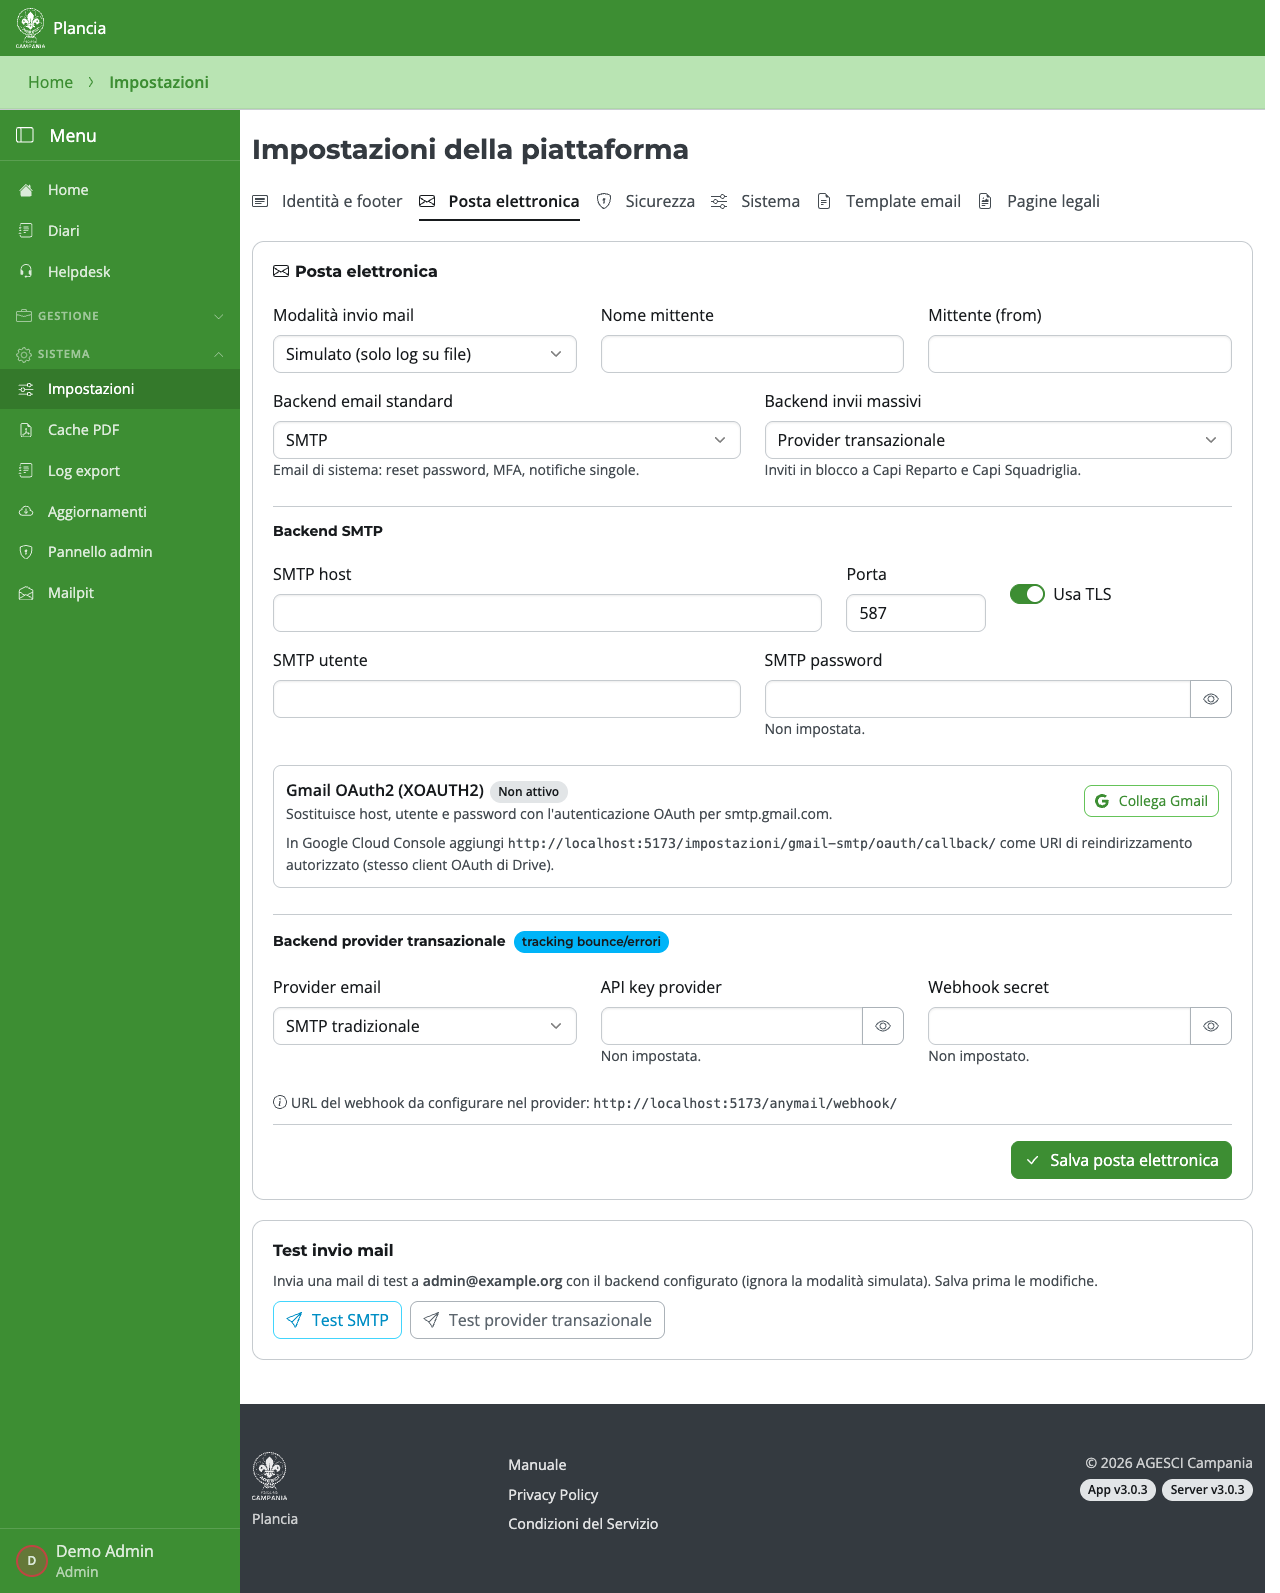 Plancia
Home > Impostazioni
Menu
Home
Diari
Helpdesk
GESTIONE
SISTEMA
Impostazioni
Cache PDF
Log export
Aggiornamenti
Pannello admin
Mailpit
Demo Admin
Admin
Impostazioni della piattaforma
Identità e footer Posta elettronica Sicurezza Sistema Template email Pagine legali
Posta elettronica
Modalità invio mail Nome mittente Mittente (from)
Simulato (solo log su file)
Backend email standard Backend invii massivi
SMTP Provider transazionale
Email di sistema: reset password, MFA, notifiche singole. Inviti in blocco a Capi Reparto e Capi Squadriglia.
Backend SMTP
SMTP host Porta
587 Usa TLS
SMTP utente SMTP password
Non impostata.
Gmail OAuth2 (XOAUTH2) Non attivo
Sostituisce host, utente e password con l'autenticazione OAuth per smtp.gmail.com.
Collega Gmail
In Google Cloud Console aggiungi http://localhost:5173/impostazioni/gmail-smtp/oauth/callback/ come URI di reindirizzamento
autorizzato (stesso client OAuth di Drive).
Backend provider transazionale tracking bounce/errori
Provider email API key provider Webhook secret
SMTP tradizionale
Non impostata. Non impostato.
URL del webhook da configurare nel provider: http://localhost:5173/anymail/webhook/
Salva posta elettronica
Test invio mail
Invia una mail di test a admin@example.org con il backend configurato (ignora la modalità simulata). Salva prima le modifiche.
Test SMTP Test provider transazionale
CAMPANIA
Plancia
Manuale
Privacy Policy
Condizioni del Servizio
© 2026 AGESCI Campania
App v3.0.3 Server v3.0.3